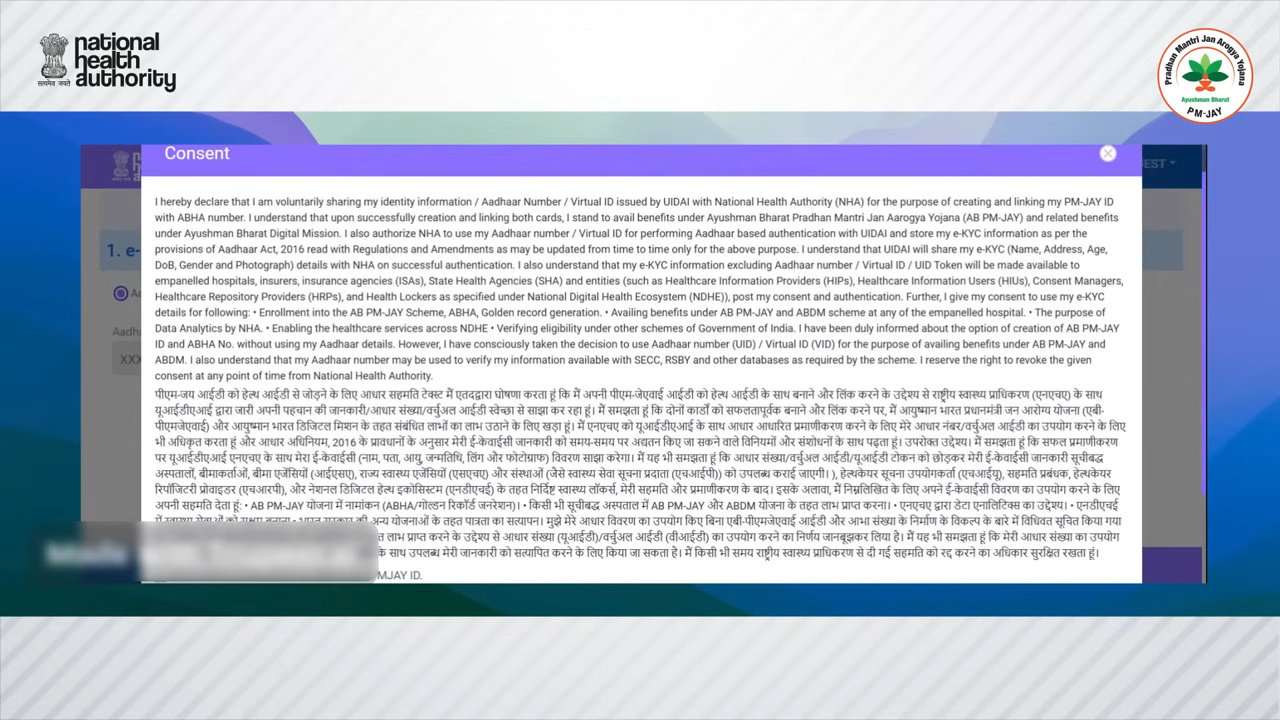 national
health
authority
सत्यमेव जयते
Pradhan Mantri Jan Arogya Yojana
Ayushman Bharat
PM-JAY
Consent
EST
1. e-
Aa
Aadha
XXX
I hereby declare that I am voluntarily sharing my identity information / Aadhaar Number / Virtual ID issued by UIDAI with National Health Authority (NHA) for the purpose of creating and linking my PM-JAY ID
with ABHA number. I understand that upon successfully creation and linking both cards, I stand to avail benefits under Ayushman Bharat Pradhan Mantri Jan Aarogya Yojana (AB PM-JAY) and related benefits
under Ayushman Bharat Digital Mission. I also authorize NHA to use my Aadhaar number / Virtual ID for performing Aadhaar based authentication with UIDAI and store my e-KYC information as per the
provisions of Aadhaar Act, 2016 read with Regulations and Amendments as may be updated from time to time only for the above purpose. I understand that UIDAI will share my e-KYC (Name, Address, Age,
DoB, Gender and Photograph) details with NHA on successful authentication. I also understand that my e-KYC information excluding Aadhaar number / Virtual ID / UID Token will be made available to
empanelled hospitals, insurers, insurance agencies (ISAs), State Health Agencies (SHA) and entities (such as Healthcare Information Providers (HIPs), Healthcare Information Users (HIUs), Consent Managers,
Healthcare Repository Providers (HRPs), and Health Lockers as specified under National Digital Health Ecosystem (NDHE)), post my consent and authentication. Further, I give my consent to use my e-KYC
details for following: • Enrollment into the AB PM-JAY Scheme, ABHA, Golden record generation. • Availing benefits under AB PM-JAY and ABDM scheme at any of the empanelled hospital. • The purpose of
Data Analytics by NHA. • Enabling the healthcare services across NDHE • Verifying eligibility under other schemes of Government of India. I have been duly informed about the option of creation of AB PM-JAY
ID and ABHA No. without using my Aadhaar details. However, I have consciously taken the decision to use Aadhaar number (UID) / Virtual ID (VID) for the purpose of availing benefits under AB PM-JAY and
ABDM. I also understand that my Aadhaar number may be used to verify my information available with SECC, RSBY and other databases as required by the scheme. I reserve the right to revoke the given
consent at any point of time from National Health Authority.
पीएम-जय आईडी को हेल्थ आईडी से जोड़ने के लिए आधार सहमति टेक्स्ट मैं एतदद्वारा घोषणा करता हूं कि मैं अपनी पीएम-जेएवाई आईडी को हेल्थ आईडी के साथ बनाने और लिंक करने के उद्देश्य से राष्ट्रीय स्वास्थ्य प्राधिकरण (एनएचए) के साथ
यूआईडीएआई द्वारा जारी अपनी पहचान की जानकारी/आधार संख्या/वर्चुअल आईडी स्वेच्छा से साझा कर रहा हूं। मैं समझता हूं कि दोनों कार्डों को सफलतापूर्वक बनाने और लिंक करने पर, मैं आयुष्मान भारत प्रधानमंत्री जन आरोग्य योजना (एबी-
पीएमजेएवाई) और आयुष्मान भारत डिजिटल मिशन के तहत संबंधित लाभों का लाभ उठाने के लिए खड़ा हूं। मैं एनएचए को यूआईडीएआई के साथ आधार आधारित प्रमाणीकरण करने के लिए मेरे आधार नंबर/वर्चुअल आईडी का उपयोग करने के लिए
भी अधिकृत करता हूं और आधार अधिनियम, 2016 के प्रावधानों के अनुसार मेरी ई-केवाईसी जानकारी को समय-समय पर अद्यतन किए जा सकने वाले विनियमों और संशोधनों के साथ पढ़ता हूं। उपरोक्त उद्देश्य। मैं समझता हूं कि सफल प्रमाणीकरण
पर यूआईडीएआई एनएचए के साथ मेरा ई-केवाईसी (नाम, पता, आयु, जन्मतिथि, लिंग और फोटोग्राफ) विवरण साझा करेगा। मैं यह भी समझता हूं कि आधार संख्या/वर्चुअल आईडी/यूआईडी टोकन को छोड़कर मेरी ई-केवाईसी जानकारी सूचीबद्ध
अस्पतालों, बीमाकर्ताओं, बीमा एजेंसियों (आईएसए), राज्य स्वास्थ्य एजेंसियों (एसएचए) और संस्थाओं (जैसे स्वास्थ्य सेवा सूचना प्रदाता (एचआईपी)) को उपलब्ध कराई जाएगी। ), हेल्थकेयर सूचना उपयोगकर्ता (एचआईयू), सहमति प्रबंधक, हेल्थकेयर
रिपॉजिटरी प्रोवाइडर (एचआरपी), और नेशनल डिजिटल हेल्थ इकोसिस्टम (एनडीएचई) के तहत निर्दिष्ट स्वास्थ्य लॉकर्स, मेरी सहमति और प्रमाणीकरण के बाद। इसके अलावा, मैं निम्नलिखित के लिए अपने ई-केवाईसी विवरण का उपयोग करने के लिए
अपनी सहमति देता हूं: • AB PM-JAY योजना में नामांकन (ABHA/गोल्डन रिकॉर्ड जनरेशन)। • किसी भी सूचीबद्ध अस्पताल में AB PM-JAY और ABDM योजना के तहत लाभ प्राप्त करना। • एनएचए द्वारा डेटा एनालिटिक्स का उद्देश्य। • एनडीएचई
अन्य योजनाओं के तहत पात्रता का सत्यापन। मुझे मेरे आधार विवरण का उपयोग किए बिना एबी-पीएमजेएवाई आईडी और आभा संख्या के निर्माण के विकल्प के बारे में विधिवत सूचित किया गया
त लाभ प्राप्त करने के उद्देश्य से आधार संख्या (यूआईडी)/वर्चुअल आईडी (वीआईडी) का उपयोग करने का निर्णय जानबूझकर लिया है। मैं यह भी समझता हूं कि मेरी आधार संख्या का उपयोग
के साथ उपलब्ध मेरी जानकारी को सत्यापित करने के लिए किया जा सकता है। मैं किसी भी समय राष्ट्रीय स्वास्थ्य प्राधिकरण से दी गई सहमति को रद्द करने का अधिकार सुरक्षित रखता हूं।
MJAY ID.